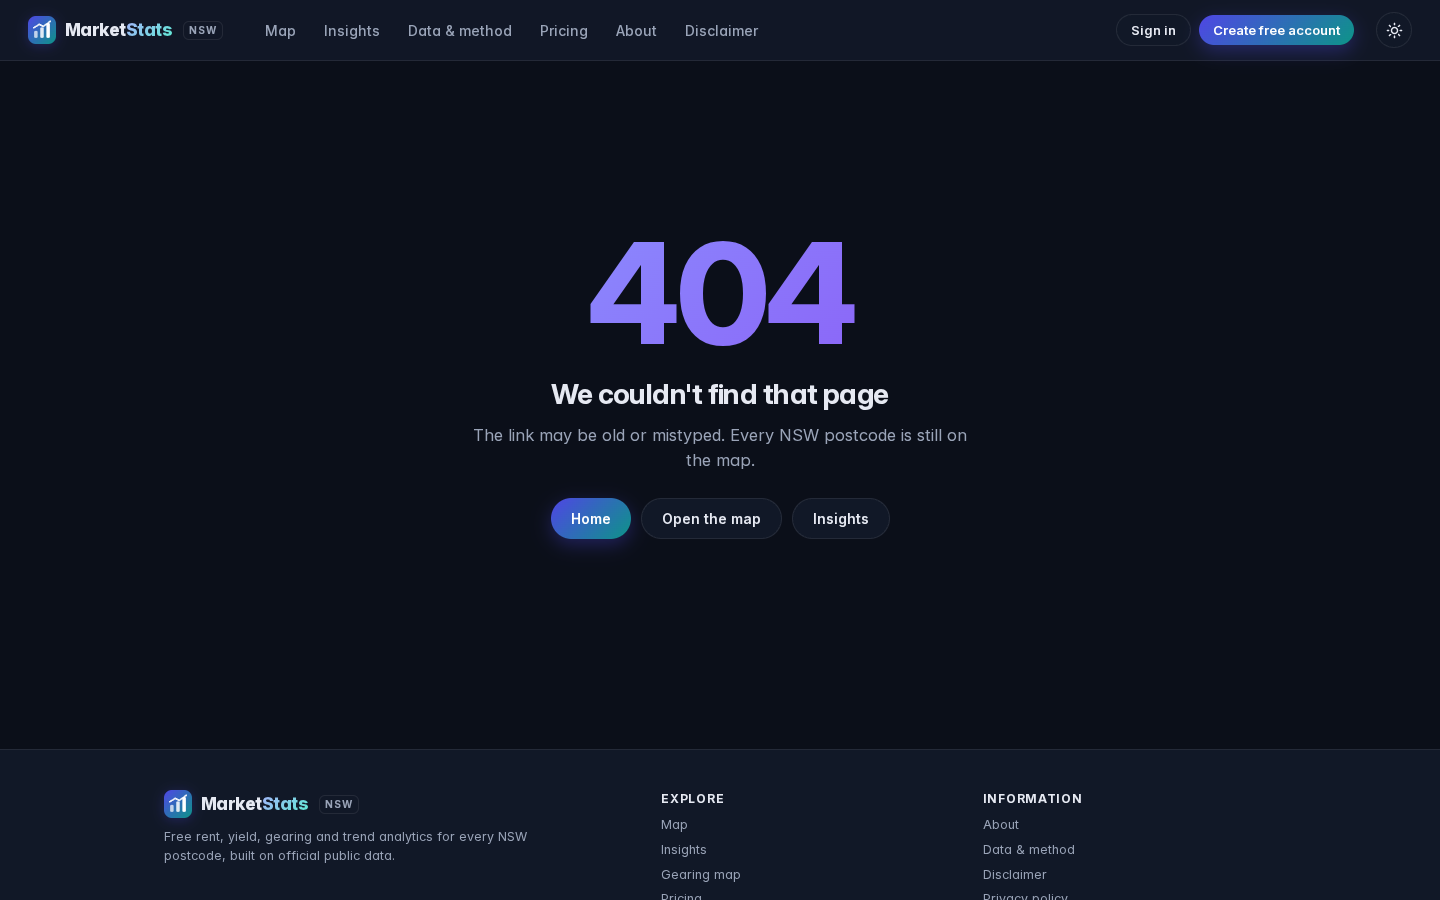 MarketStats NSW
Map
Insights
Data & method
Pricing
About
Disclaimer
Sign in
Create free account
404
We couldn't find that page
The link may be old or mistyped. Every NSW postcode is still on
the map.
Home
Open the map
Insights
MarketStats NSW
Free rent, yield, gearing and trend analytics for every NSW
postcode, built on official public data.
EXPLORE
Map
Insights
Gearing map
Pricing
INFORMATION
About
Data & method
Disclaimer
Privacy policy